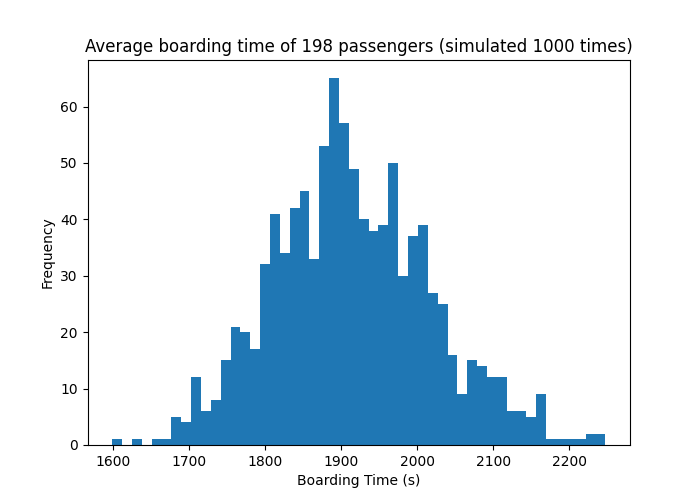 Average boarding time of 198 passengers (simulated 1000 times)
Frequency
60
50
40
30
20
10
0
1600 1700 1800 1900 2000 2100 2200
Boarding Time (s)